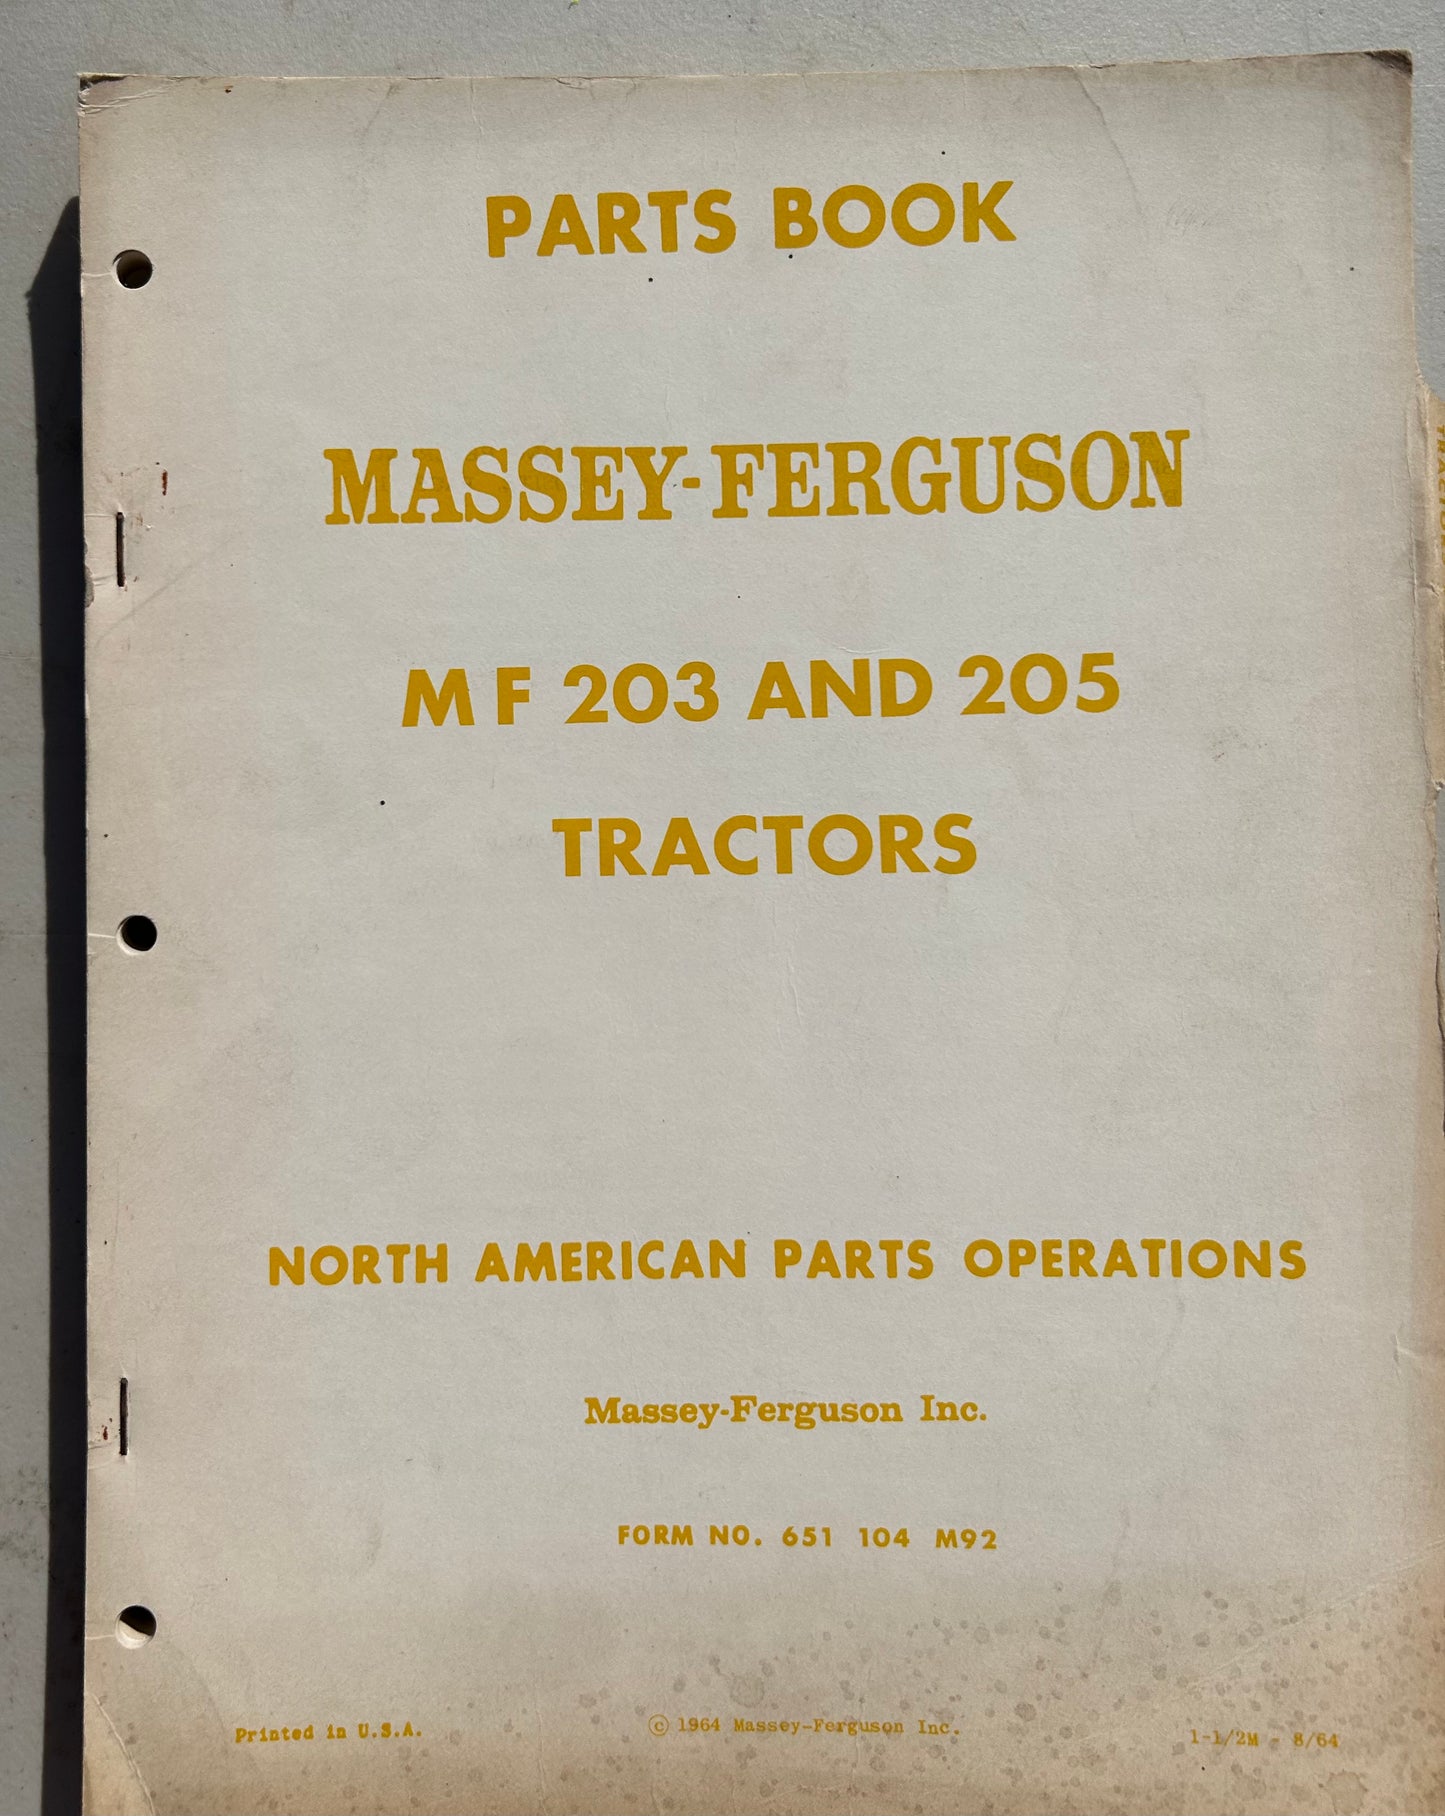 PARTS BOOK
MASSEY-FERGUSON
MF 203 AND 205
TRACTORS
NORTH AMERICAN PARTS OPERATIONS
Massey-Ferguson Inc.
FORM NO. 651 104 M92
Printed in U.S.A.
© 1964 Massey-Ferguson Inc.
1-1/2M - 8/64